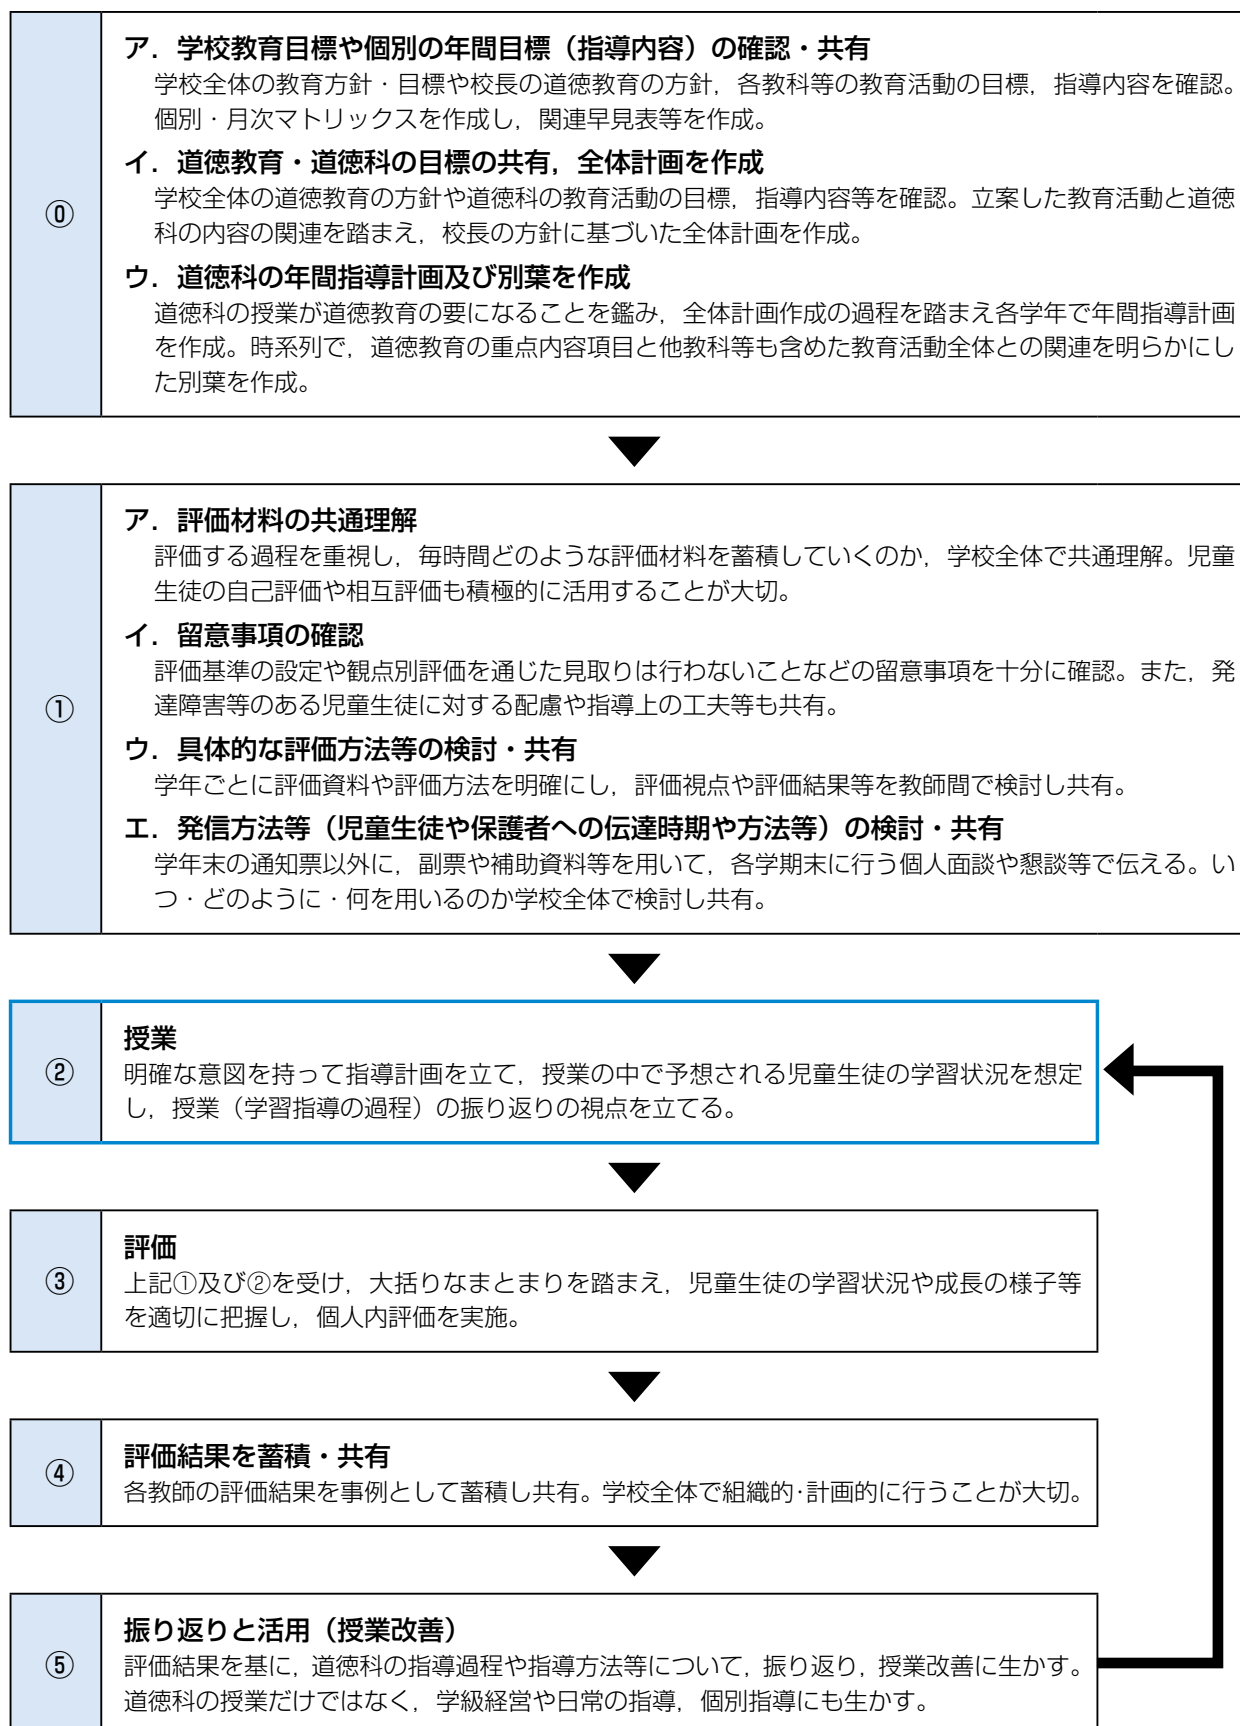 ⓪
ア．学校教育目標や個別の年間目標（指導内容）の確認・共有
学校全体の教育方針・目標や校長の道徳教育の方針，各教科等の教育活動の目標，指導内容を確認。
個別・月次マトリックスを作成し，関連早見表等を作成。
イ．道徳教育・道徳科の目標の共有，全体計画を作成
学校全体の道徳教育の方針や道徳科の教育活動の目標，指導内容等を確認。立案した教育活動と道徳
科の内容の関連を踏まえ，校長の方針に基づいた全体計画を作成。
ウ．道徳科の年間指導計画及び別葉を作成
道徳科の授業が道徳教育の要になることを鑑み，全体計画作成の過程を踏まえ各学年で年間指導計画
を作成。時系列で，道徳教育の重点内容項目と他教科等も含めた教育活動全体との関連を明らかにし
た別葉を作成。
①
ア．評価材料の共通理解
評価する過程を重視し，毎時間どのような評価材料を蓄積していくのか，学校全体で共通理解。児童
生徒の自己評価や相互評価も積極的に活用することが大切。
イ．留意事項の確認
評価基準の設定や観点別評価を通じた見取りは行わないことなどの留意事項を十分に確認。また，発
達障害等のある児童生徒に対する配慮や指導上の工夫等も共有。
ウ．具体的な評価方法等の検討・共有
学年ごとに評価資料や評価方法を明確にし，評価視点や評価結果等を教師間で検討し共有。
エ．発信方法等（児童生徒や保護者への伝達時期や方法等）の検討・共有
学年末の通知票以外に，副票や補助資料等を用いて，各学期末に行う個人面談や懇談等で伝える。い
つ・どのように・何を用いるのか学校全体で検討し共有。
②
授業
明確な意図を持って指導計画を立て，授業の中で予想される児童生徒の学習状況を想定
し，授業（学習指導の過程）の振り返りの視点を立てる。
③
評価
上記①及び②を受け，大括りなまとまりを踏まえ，児童生徒の学習状況や成長の様子等
を適切に把握し，個人内評価を実施。
④
評価結果を蓄積・共有
各教師の評価結果を事例として蓄積し共有。学校全体で組織的・計画的に行うことが大切。
⑤
振り返りと活用（授業改善）
評価結果を基に，道徳科の指導過程や指導方法等について，振り返り，授業改善に生かす。
道徳科の授業だけではなく，学級経営や日常の指導，個別指導にも生かす。